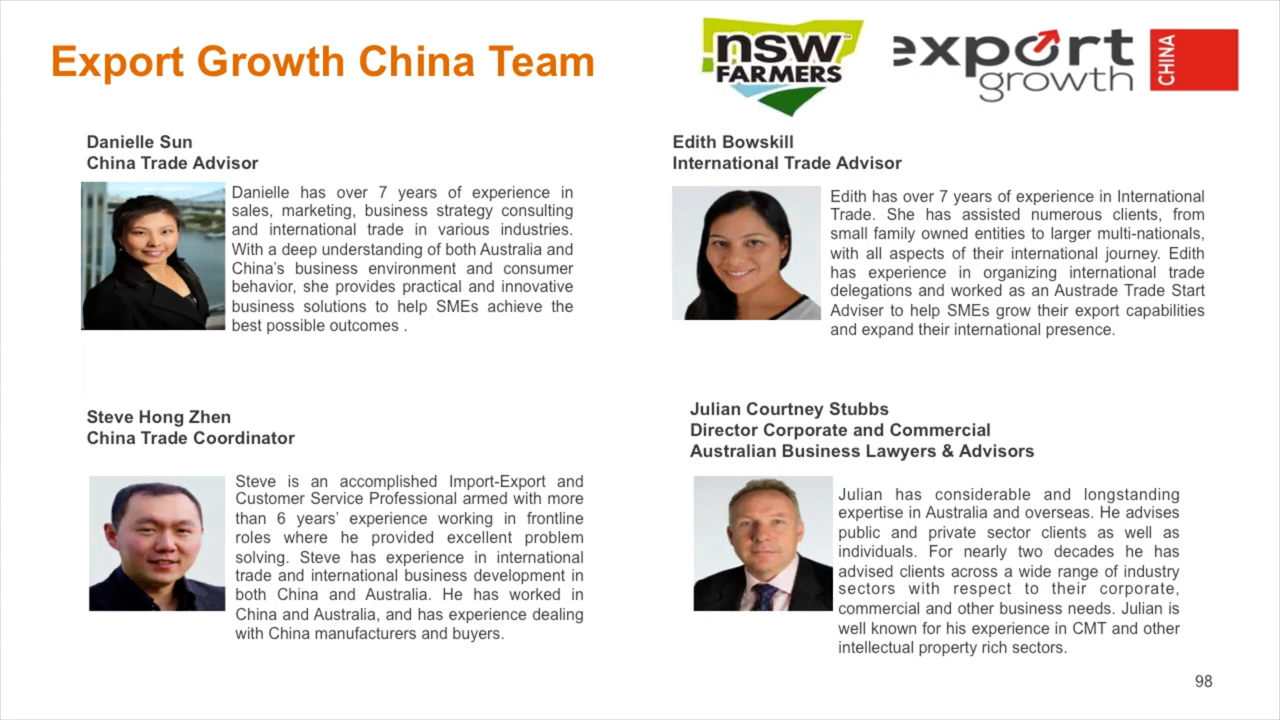 Export Growth China Team
nsw
FARMERS
export
growth
CHINA
Danielle Sun
China Trade Advisor
Danielle has over 7 years of experience in
sales, marketing, business strategy consulting
and international trade in various industries.
With a deep understanding of both Australia and
China's business environment and consumer
behavior, she provides practical and innovative
business solutions to help SMEs achieve the
best possible outcomes .
Edith Bowskill
International Trade Advisor
Edith has over 7 years of experience in International
Trade. She has assisted numerous clients, from
small family owned entities to larger multi-nationals,
with all aspects of their international journey. Edith
has experience in organizing international trade
delegations and worked as an Austrade Trade Start
Adviser to help SMEs grow their export capabilities
and expand their international presence.
Steve Hong Zhen
China Trade Coordinator
Steve is an accomplished Import-Export and
Customer Service Professional armed with more
than 6 years' experience working in frontline
roles where he provided excellent problem
solving. Steve has experience in international
trade and international business development in
both China and Australia. He has worked in
China and Australia, and has experience dealing
with China manufacturers and buyers.
Julian Courtney Stubbs
Director Corporate and Commercial
Australian Business Lawyers & Advisors
Julian has considerable and longstanding
expertise in Australia and overseas. He advises
public and private sector clients as well as
individuals. For nearly two decades he has
advised clients across a wide range of industry
sectors with respect to their corporate,
commercial and other business needs. Julian is
well known for his experience in CMT and other
intellectual property rich sectors.
98